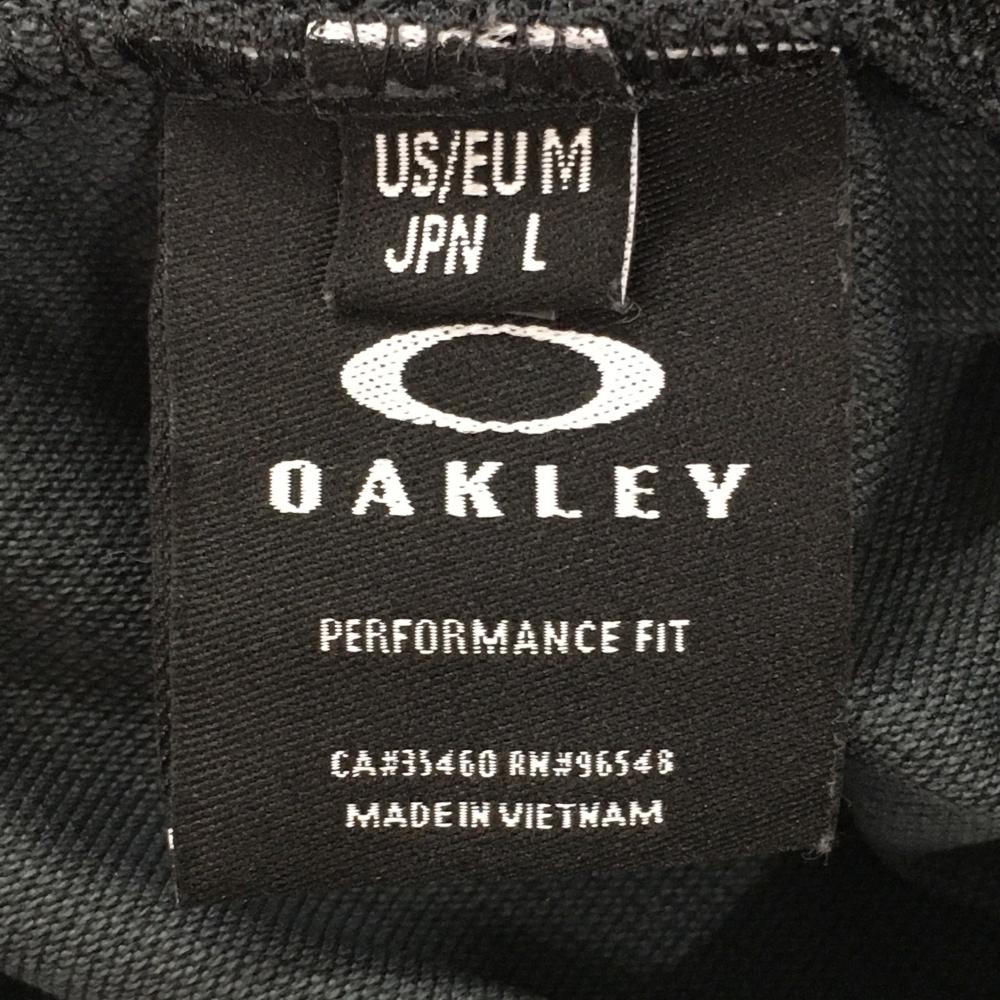 US/EU M
JPN L
OAKLEY
PERFORMANCE FIT
CA#35460 RN#96548
MADE IN VIETNAM